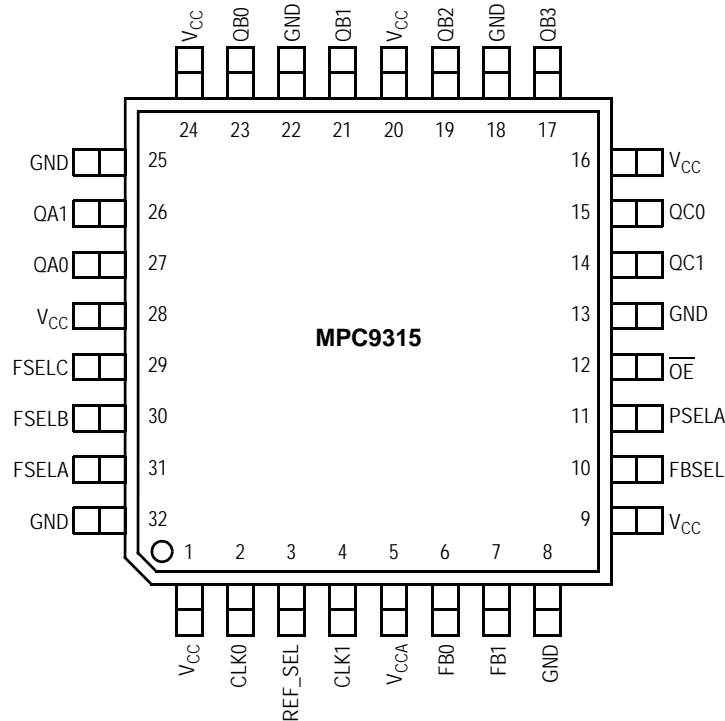 VCC QB0 GND QB1 VCC QB2 GND QB3
24 23 22 21 20 19 18 17
GND 25 16 VCC
QA1 26 15 QC0
QA0 27 14 QC1
VCC 28 13 GND
MPC9315
FSELC 29 12 OE
FSELB 30 11 PSELA
FSELA 31 10 FBSEL
GND 32 9 VCC
1 2 3 4 5 6 7 8
VCC CLK0 REF_SEL CLK1 VCCA FB0 FB1 GND